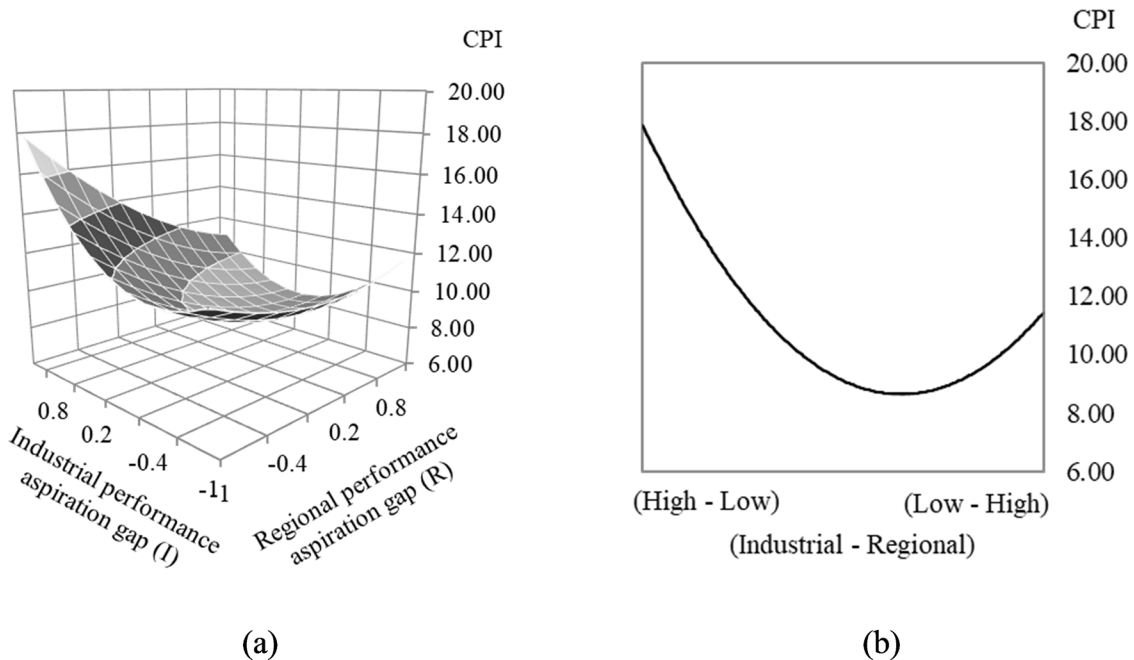 CPI
20.00
18.00
16.00
14.00
12.00
10.00
8.00
6.00
0.8
0.2
-0.4
-1
Industrial performance
aspiration gap (I)
1
-0.4
0.2
0.8
Regional performance
aspiration gap (R)
(a)
CPI
20.00
18.00
16.00
14.00
12.00
10.00
8.00
6.00
(High - Low)
(Low - High)
(Industrial - Regional)
(b)